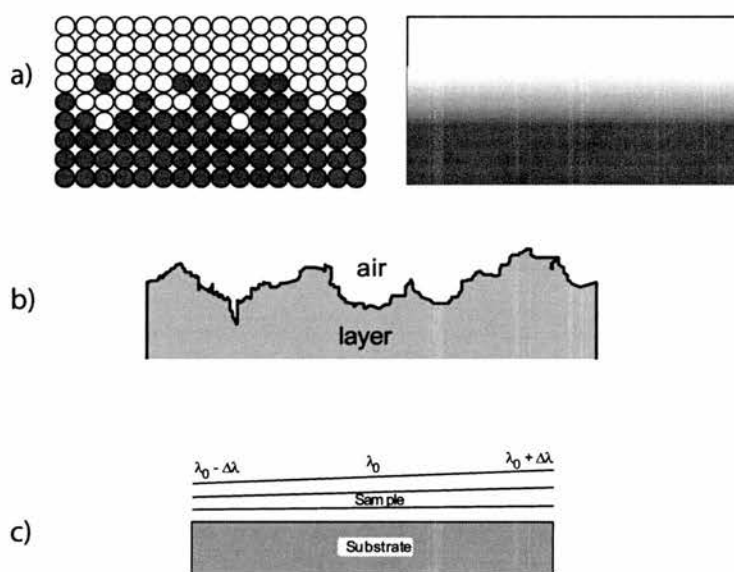 a)
b)
air
layer
λ₀ - Δλ λ₀ λ₀ + Δλ
Sample
c)
Substrate